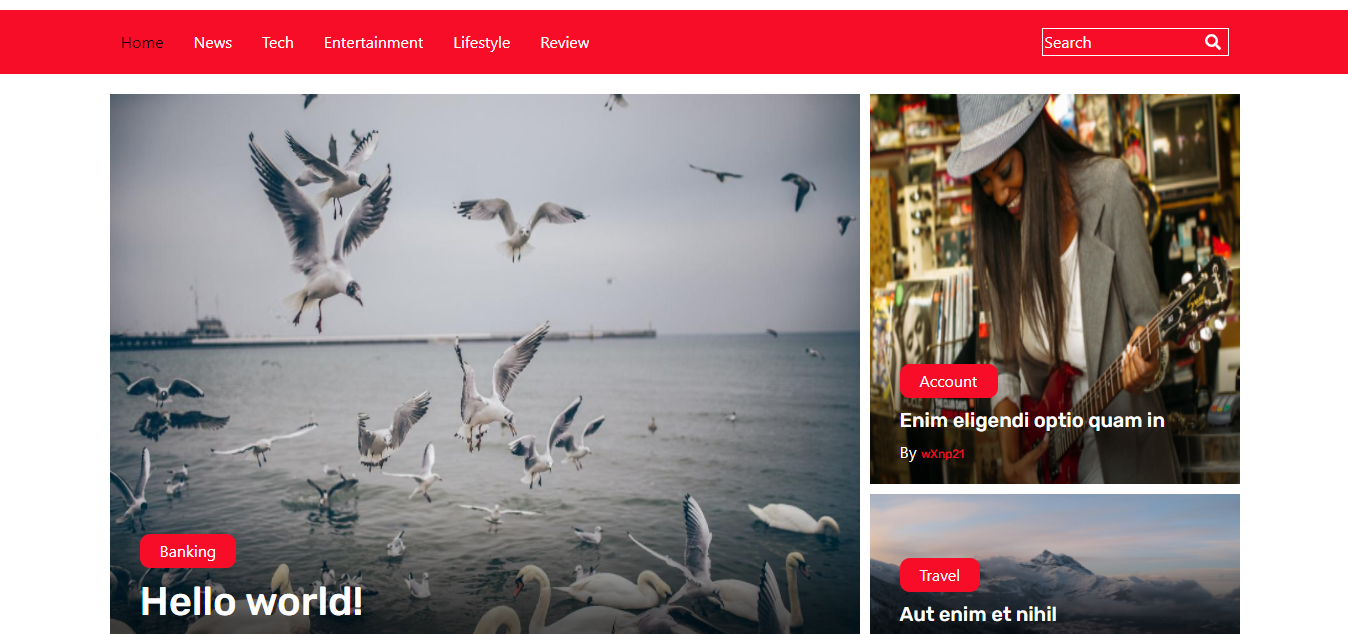 Home News Tech Entertainment Lifestyle Review Search
Account
Enim eligendi optio quam in
By wXnp21
Banking
Hello world!
Travel
Aut enim et nihil